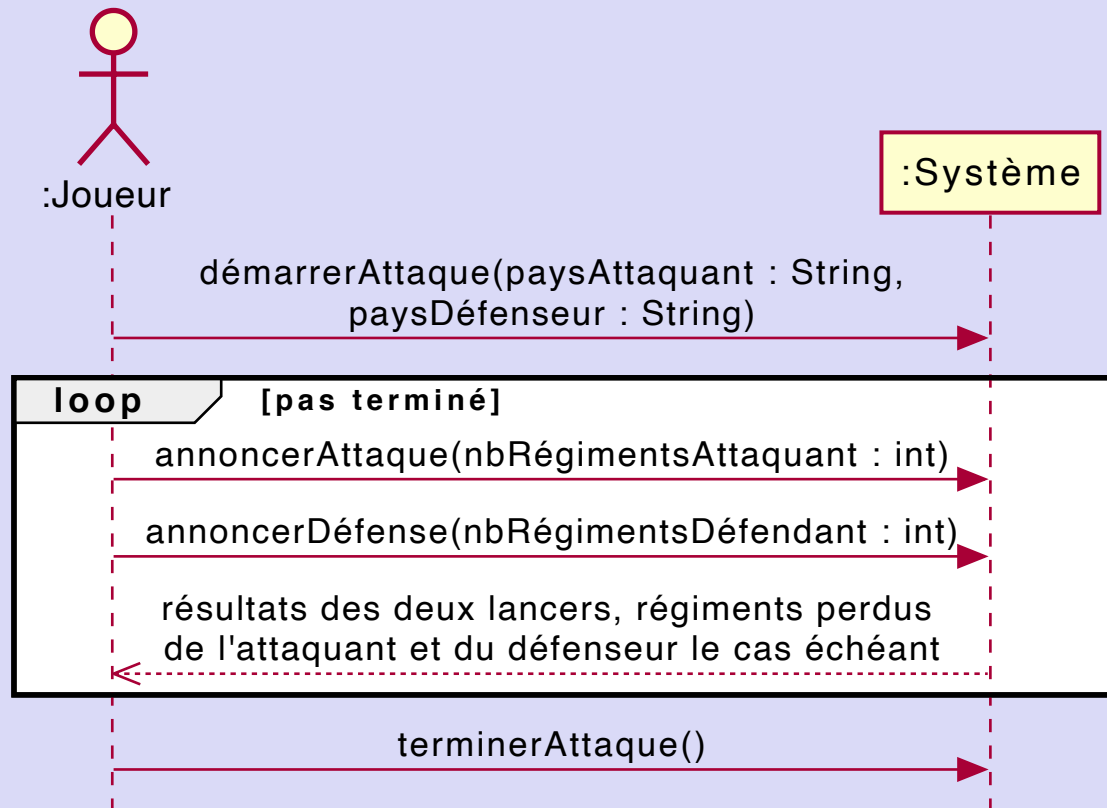 :Joueur
:Système
démarrerAttaque(paysAttaquant : String,
paysDéfenseur : String)
loop
[pas terminé]
annoncerAttaque(nbRégimentsAttaquant : int)
annoncerDéfense(nbRégimentsDéfendant : int)
résultats des deux lancers, régiments perdus
de l'attaquant et du défenseur le cas échéant
terminerAttaque()